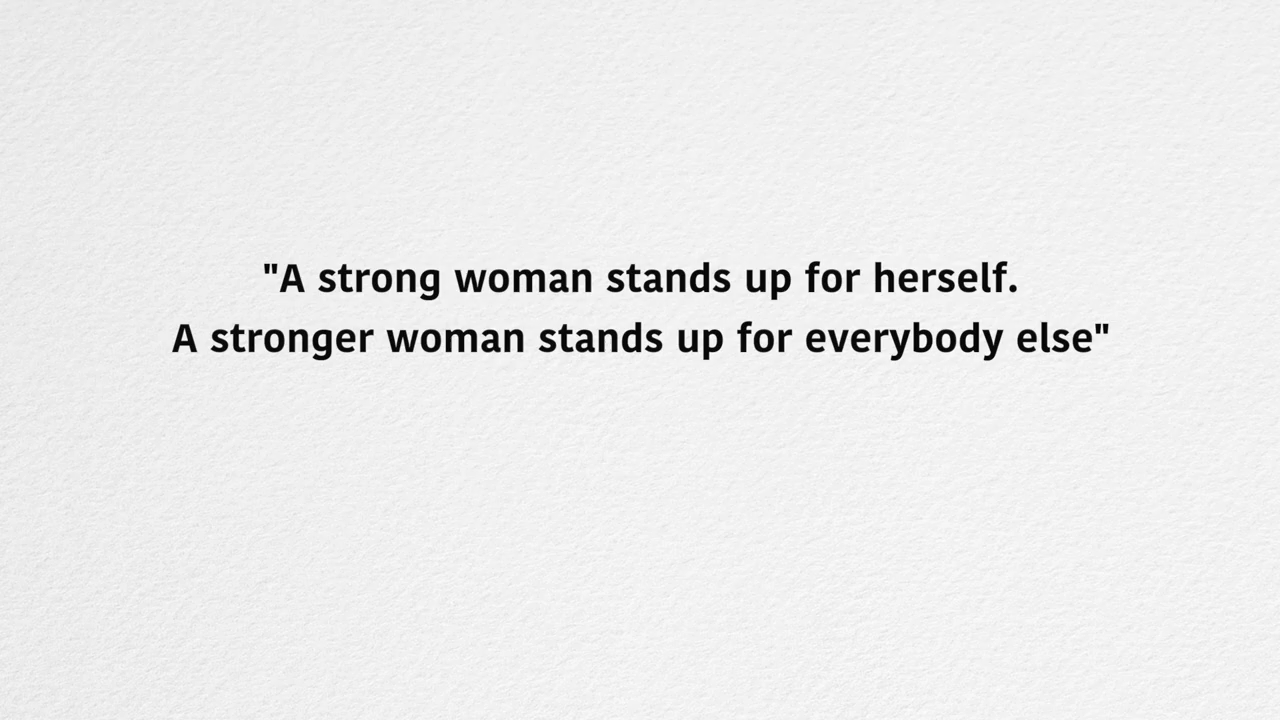 "A strong woman stands up for herself.
A stronger woman stands up for everybody else"